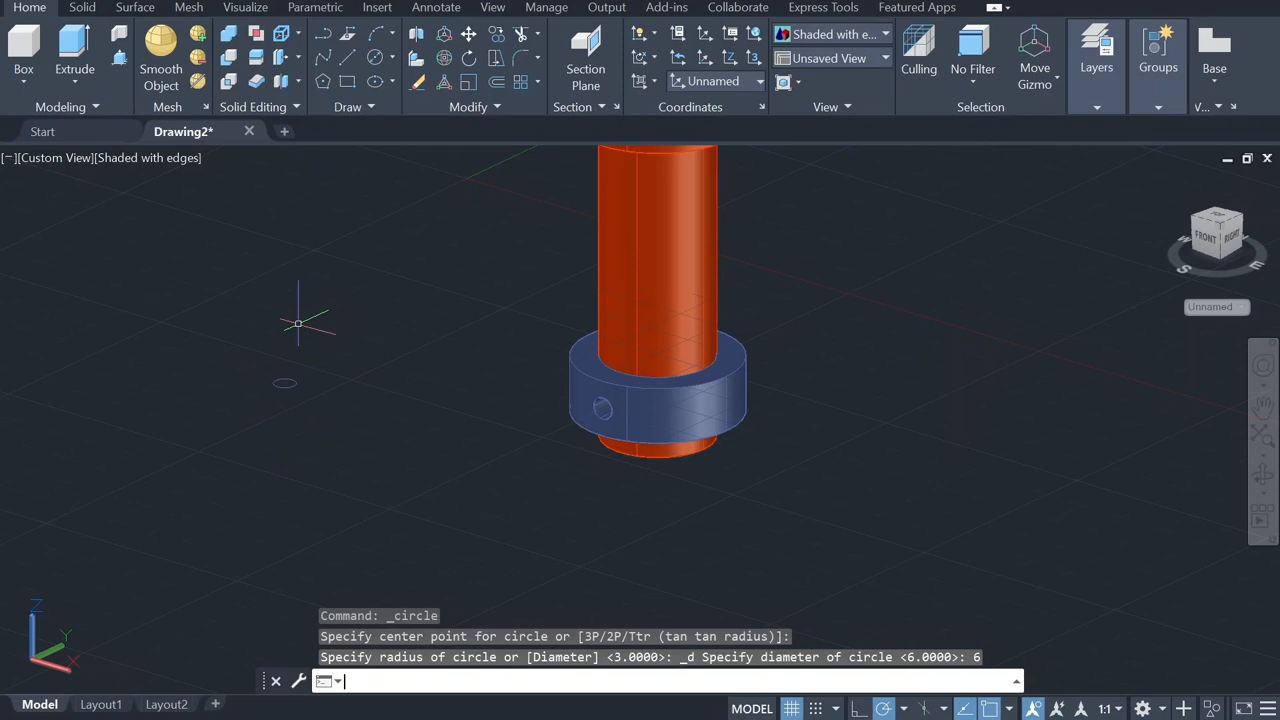 Home Solid Surface Mesh Visualize Parametric Insert Annotate View Manage Output Add-ins Collaborate Express Tools Featured Apps
Box Extrude Smooth Object Section Plane Shaded with e... Unsaved View Unnamed Culling No Filter Move Gizmo Layers Groups Base
Modeling Mesh Solid Editing Draw Modify Section Coordinates View Selection V...
Start Drawing2*
[−][Custom View][Shaded with edges]
TOP
FRONT RIGHT
S E
Unnamed
Command: _circle
Specify center point for circle or [3P/2P/Ttr (tan tan radius)]:
Specify radius of circle or [Diameter] <3.0000>: _d Specify diameter of circle <6.0000>: 6
Z
Y
X
Model Layout1 Layout2 MODEL 1:1